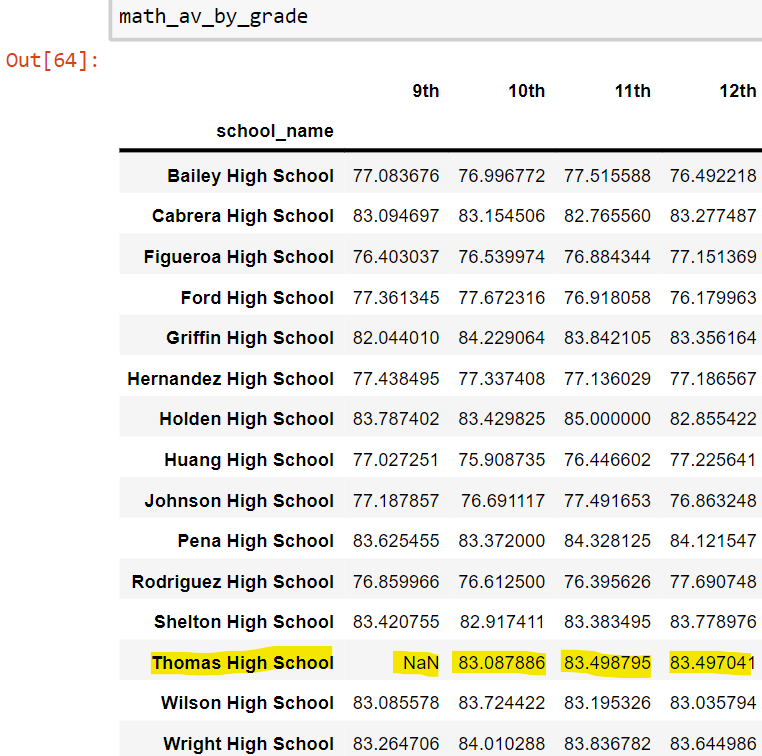 math_av_by_grade
Out[64]:
9th 10th 11th 12th
school_name
Bailey High School 77.083676 76.996772 77.515588 76.492218
Cabrera High School 83.094697 83.154506 82.765560 83.277487
Figueroa High School 76.403037 76.539974 76.884344 77.151369
Ford High School 77.361345 77.672316 76.918058 76.179963
Griffin High School 82.044010 84.229064 83.842105 83.356164
Hernandez High School 77.438495 77.337408 77.136029 77.186567
Holden High School 83.787402 83.429825 85.000000 82.855422
Huang High School 77.027251 75.908735 76.446602 77.225641
Johnson High School 77.187857 76.691117 77.491653 76.863248
Pena High School 83.625455 83.372000 84.328125 84.121547
Rodriguez High School 76.859966 76.612500 76.395626 77.690748
Shelton High School 83.420755 82.917411 83.383495 83.778976
Thomas High School NaN 83.087886 83.498795 83.497041
Wilson High School 83.085578 83.724422 83.195326 83.035794
Wright High School 83.264706 84.010288 83.836782 83.644986